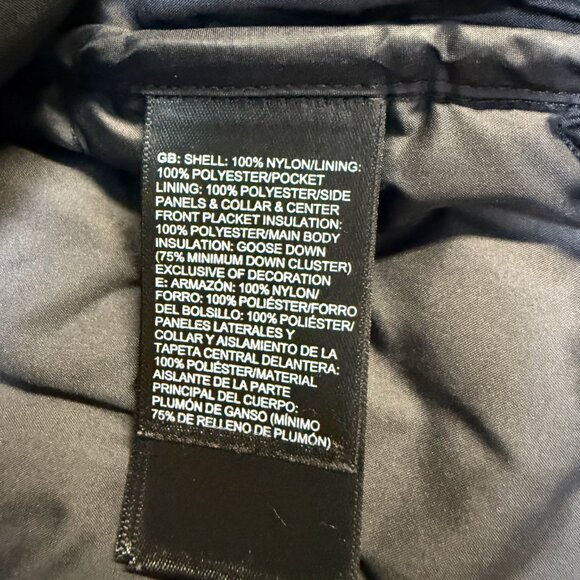 GB: SHELL: 100% NYLON/LINING:
100% POLYESTER/POCKET
LINING: 100% POLYESTER/SIDE
PANELS & COLLAR & CENTER
FRONT PLACKET INSULATION:
100% POLYESTER/MAIN BODY
INSULATION: GOOSE DOWN
(75% MINIMUM DOWN CLUSTER)
EXCLUSIVE OF DECORATION
E: ARMAZÓN: 100% NYLON/
FORRO: 100% POLIÉSTER/FORRO
DEL BOLSILLO: 100% POLIÉSTER/
PANELES LATERALES Y
COLLAR Y AISLAMIENTO DE LA
TAPETA CENTRAL DELANTERA:
100% POLIÉSTER/MATERIAL
AISLANTE DE LA PARTE
PRINCIPAL DEL CUERPO:
PLUMÓN DE GANSO (MÍNIMO
75% DE RELLENO DE PLUMÓN)